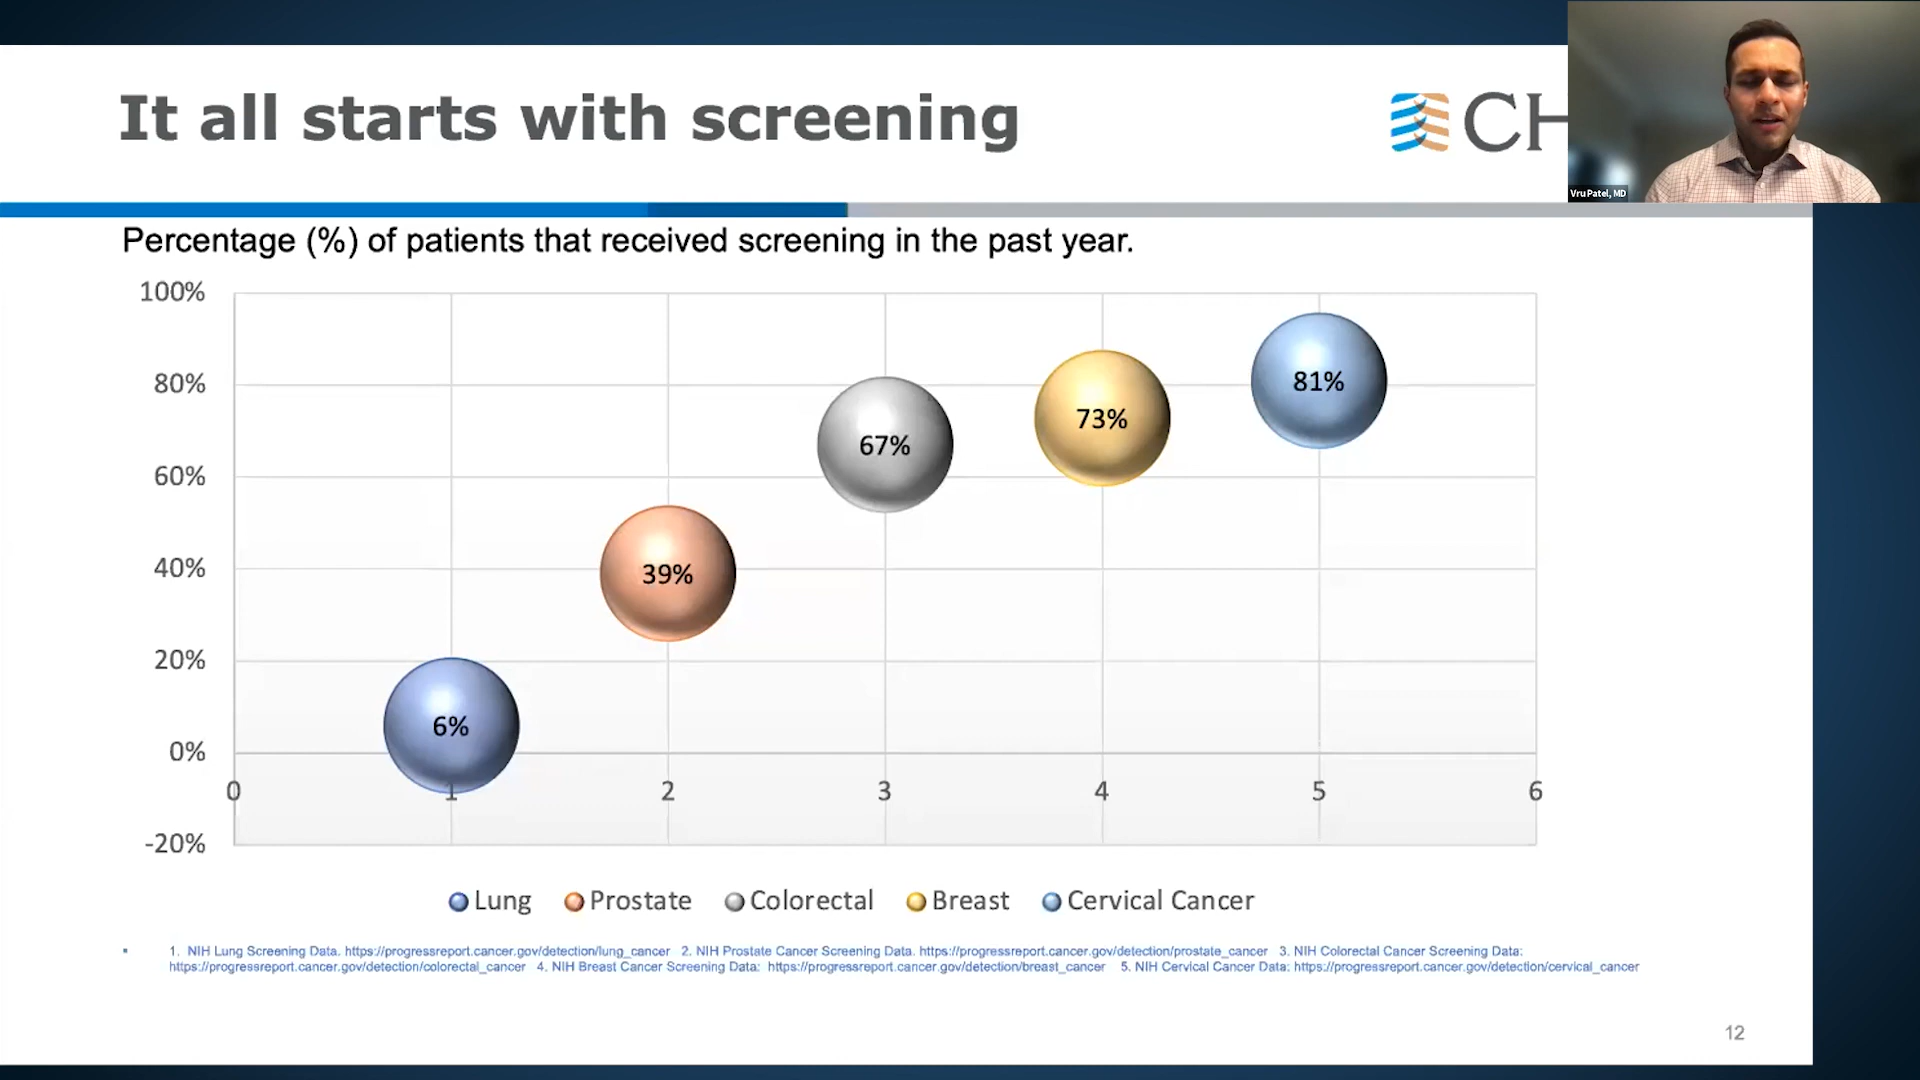 It all starts with screening
CH
Vru Patel, MD
Percentage (%) of patients that received screening in the past year.
100%
80%
60%
40%
20%
0%
-20%
81%
73%
67%
39%
6%
0
1
2
3
4
5
6
Lung Prostate Colorectal Breast Cervical Cancer
1. NIH Lung Screening Data. https://progressreport.cancer.gov/detection/lung_cancer 2. NIH Prostate Cancer Screening Data. https://progressreport.cancer.gov/detection/prostate_cancer 3. NIH Colorectal Cancer Screening Data:
https://progressreport.cancer.gov/detection/colorectal_cancer 4. NIH Breast Cancer Screening Data: https://progressreport.cancer.gov/detection/breast_cancer 5. NIH Cervical Cancer Data: https://progressreport.cancer.gov/detection/cervical_cancer
12